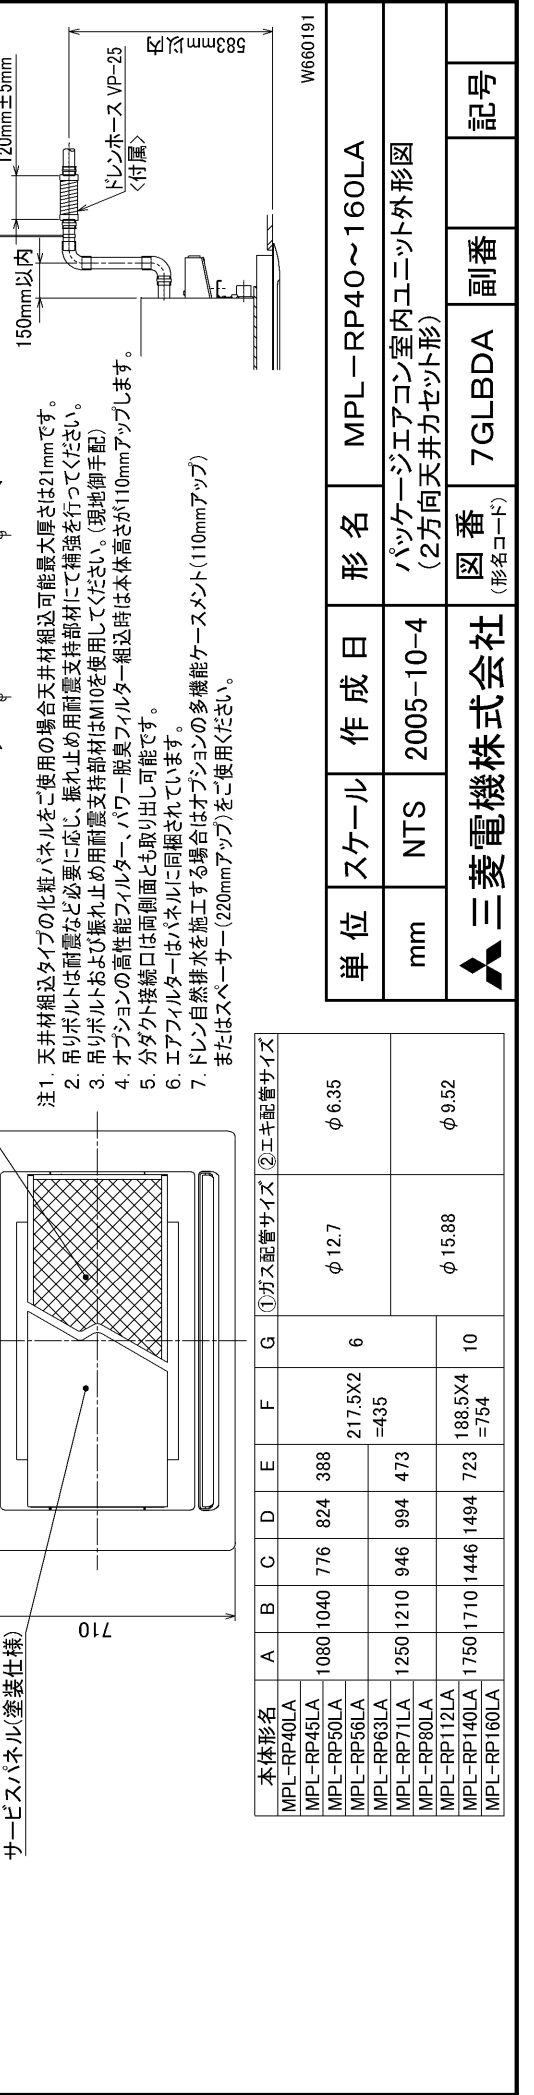 120mm±5mm
150mm以内
ドレンホース VP-25
<付属>
583mm以内
W660191
注1. 天井材組込タイプの化粧パネルをご使用の場合天井材組込可能最大厚さは21mmです。
2. 吊りボルトは耐震など必要に応じ、振れ止め用耐震支持部材にて補強を行ってください。
3. 吊りボルトおよび振れ止め用耐震支持部材はM10を使用してください。(現地御手配)
4. オプションの高性能フィルター、パワー脱臭フィルター組込時は本体高さが110mmアップします。
5. 分ダクト接続口は両側面とも取り出し可能です。
6. エアフィルターはパネルに同梱されています。
7. ドレン自然排水を施工する場合はオプションの多機能ケースメント(110mmアップ)
またはスペーサー(220mmアップ)をご使用ください。
サービスパネル(塗装仕様)
710
本体形名 A B C D E F G ①ガス配管サイズ ②エキ配管サイズ
MPL-RP40LA
MPL-RP45LA
MPL-RP50LA
MPL-RP56LA
1080 1040 776 824 388
MPL-RP63LA
MPL-RP71LA
MPL-RP80LA
1250 1210 946 994 473
217.5X2
=435
6
MPL-RP112LA
MPL-RP140LA
MPL-RP160LA
1750 1710 1446 1494 723
188.5X4
=754
10
φ12.7 φ6.35
φ15.88 φ9.52
単位 スケール 作成日 形名 MPL-RP40～160LA
mm NTS 2005-10-4 パッケージエアコン室内ユニット外形図
(2方向天井カセット形)
三菱電機株式会社 図番 7GLBDA 副番 記号
(形名コード)